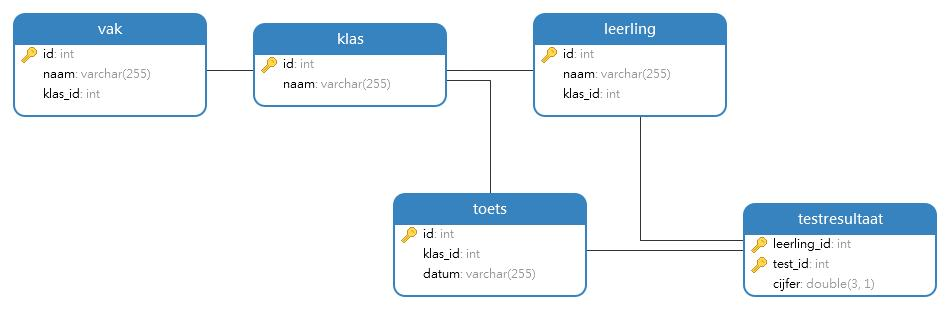 vak
id: int
naam: varchar(255)
klas_id: int
klas
id: int
naam: varchar(255)
leerling
id: int
naam: varchar(255)
klas_id: int
toets
id: int
klas_id: int
datum: varchar(255)
testresultaat
leerling_id: int
test_id: int
cijfer: double(3, 1)